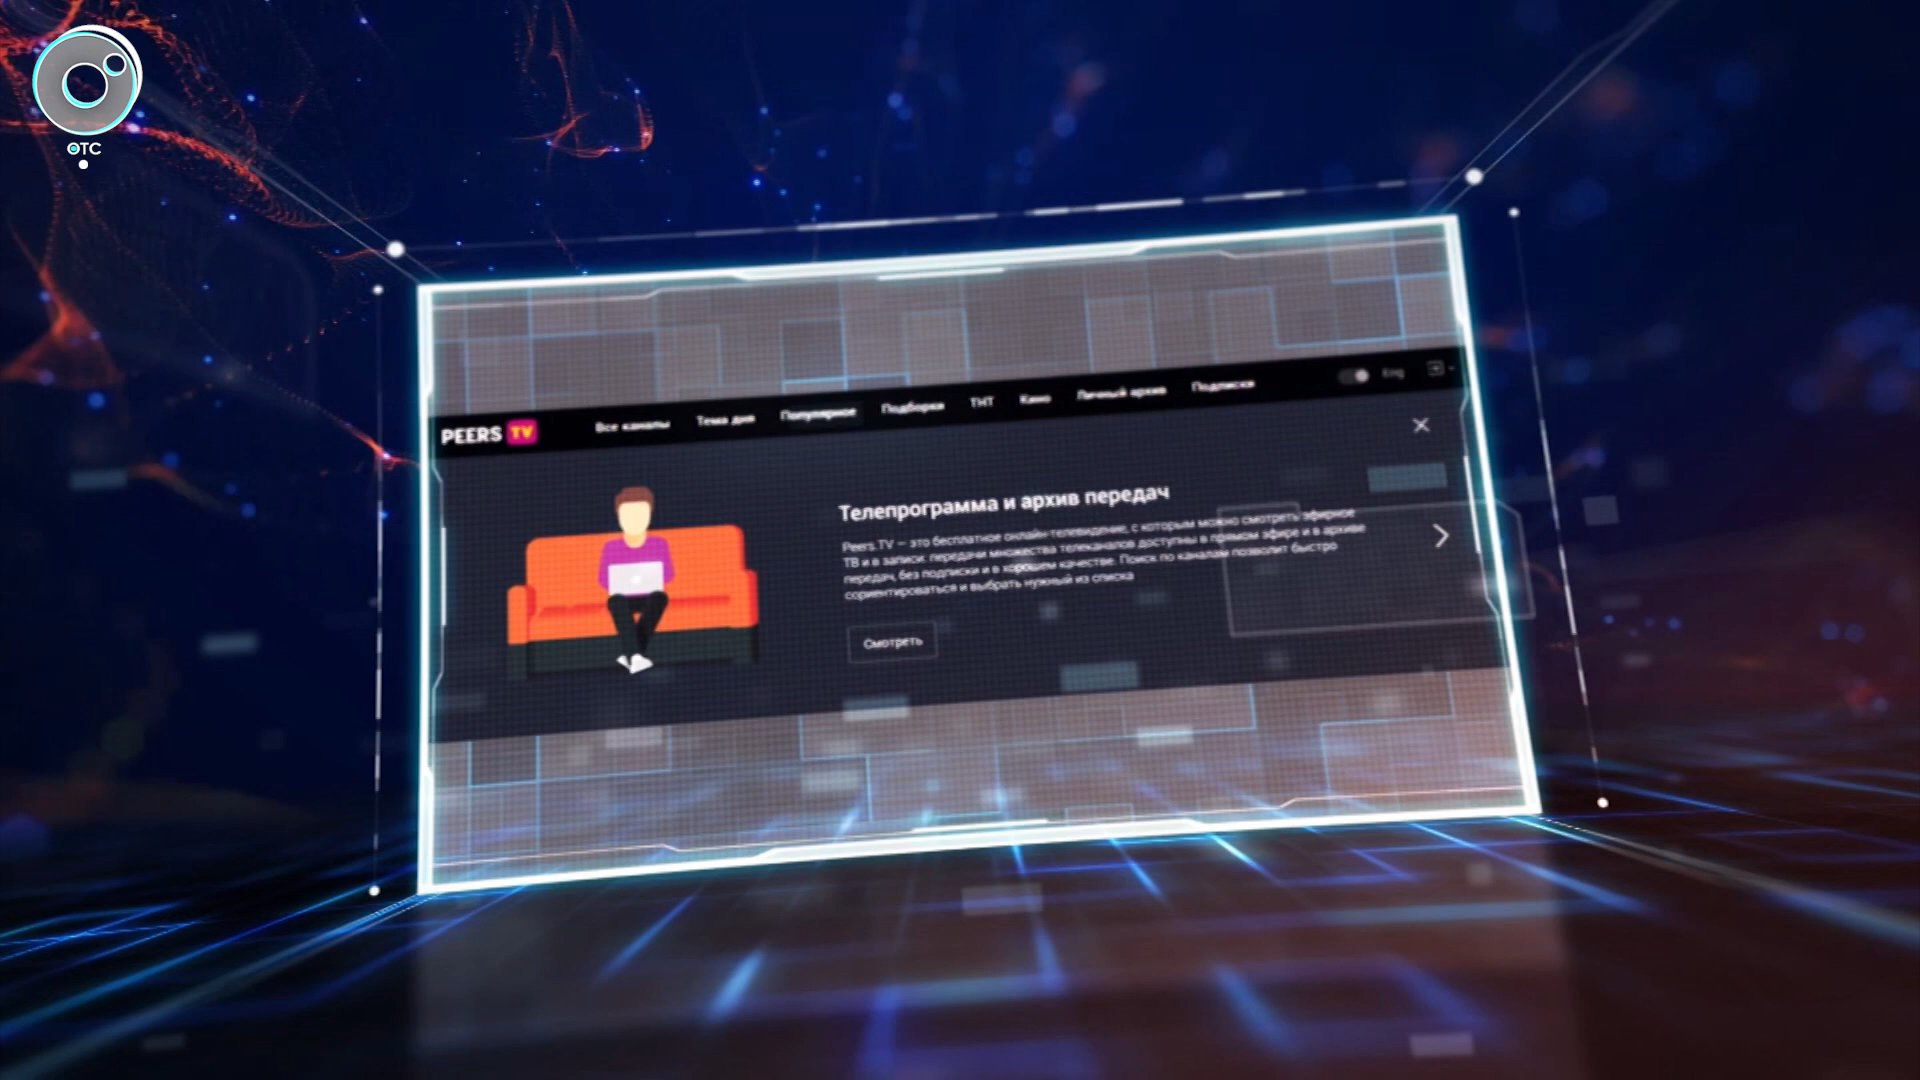 ОТС
PEERS TV
Все каналы
Тема дня
Популярное
Подборки
ТНТ
Кино
Личный архив
Подписки
Eng
Телепрограмма и архив передач
Peers.TV — это бесплатное онлайн-телевидение, с которым можно смотреть эфирное
ТВ и в записи: передачи множества телеканалов доступны в прямом эфире и в архиве
передач, без подписки и в хорошем качестве. Поиск по каналам позволит быстро
сориентироваться и выбрать нужный из списка
Смотреть